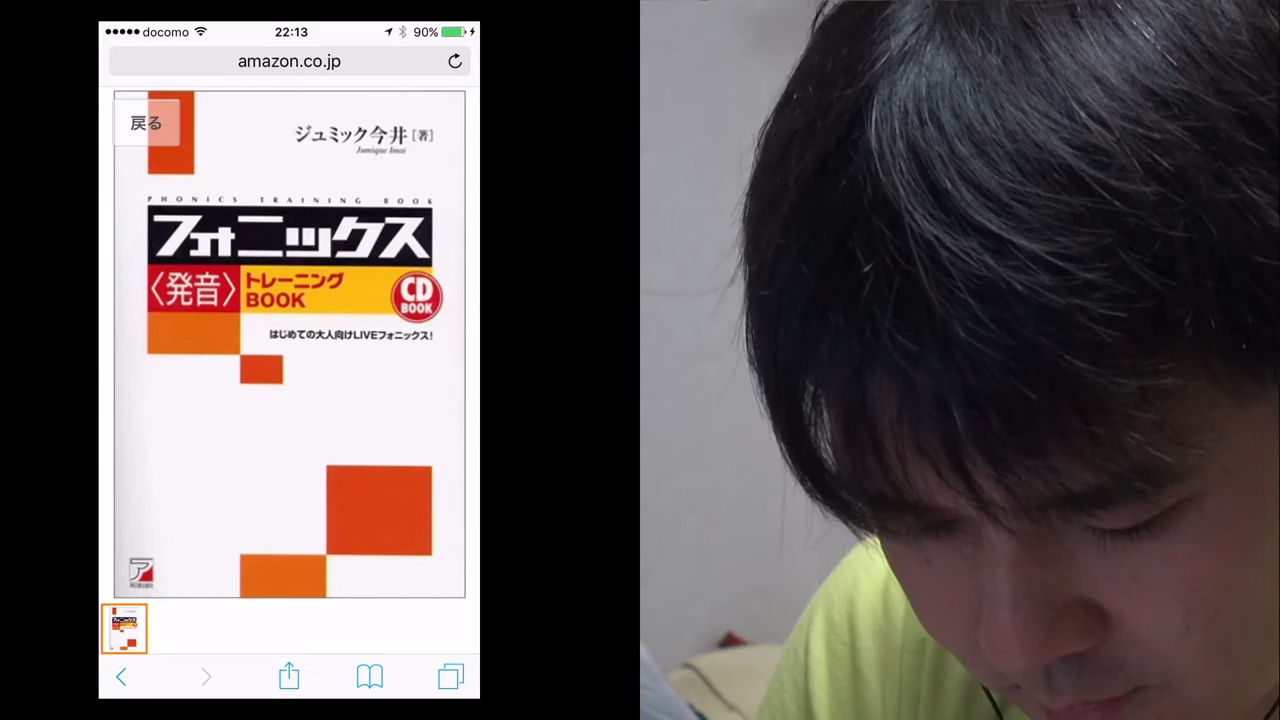 docomo 22:13 90%
amazon.co.jp
戻る
ジュミック今井[著]
Jumique Imai
PHONICS TRAINING BOOK
フォニックス
〈発音〉
トレーニング
BOOK
CD
BOOK
はじめての大人向けLIVEフォニックス!
ア